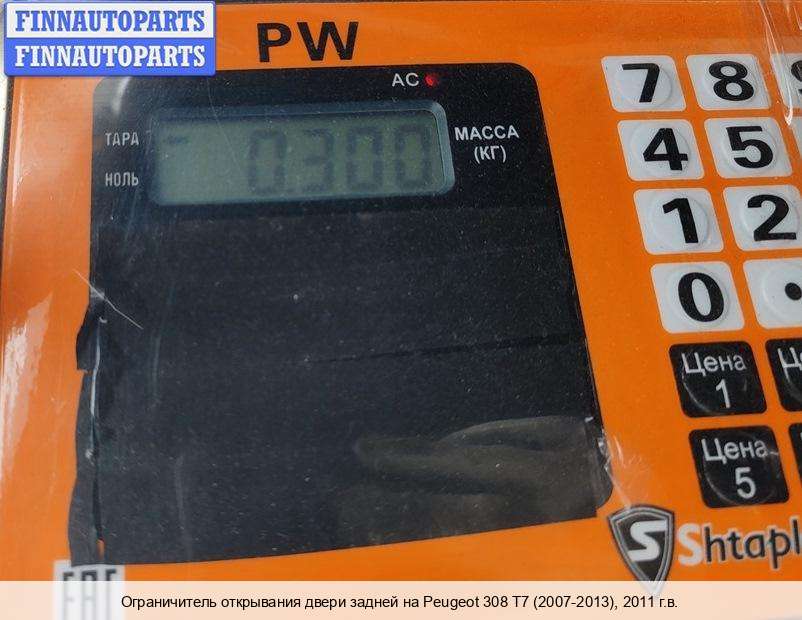 FINNAUTOPARTS
FINNAUTOPARTS
PW
AC
ТАРА
НОЛЬ
0.300
МАССА
(КГ)
7 8
4 5
1 2
0 .
Цена
1
Цена
5
S
Shtapl
EAC
Ограничитель открывания двери задней на Peugeot 308 T7 (2007-2013), 2011 г.в.